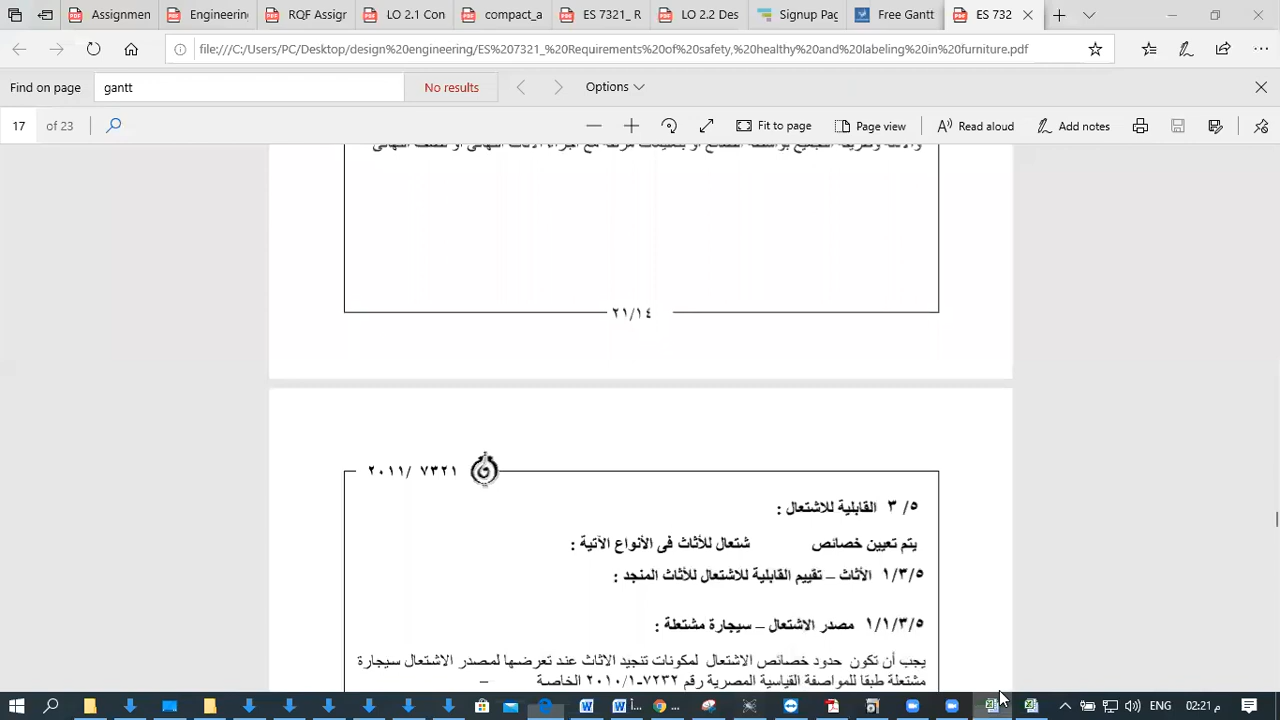 Assignmen
Engineering
RQF Assigr
LO 2.1 Con
compact_a
ES 7321_ R
LO 2.2 Des
Signup Pag
Free Gantt
ES 732
file:///C:/Users/PC/Desktop/design%20engineering/ES%207321_%20Requirements%20of%20safety,%20healthy%20and%20labeling%20in%20furniture.pdf
Find on page
gantt
No results
Options
17
of 23
Fit to page
Page view
Read aloud
Add notes
٢١/١٤
٢٠١١/ ٧٣٢١
٣ /٥ القابلية للاشتعال :
يتم تعيين خصائص شتعال للأثاث فى الأنواع الآتية :
١/٣/٥ الأثاث – تقييم القابلية للاشتعال للأثاث المنجد :
١/١/٣/٥ مصدر الاشتعال – سيجارة مشتعلة :
يجب أن تكون حدود خصائص الاشتعال لمكونات تنجيد الاثاث عند تعرضها لمصدر الاشتعال سيجارة
مشتعلة طبقا للمواصفة القياسية المصرية رقم ٧٢٣٢-٢٠١٠/١ الخاصة –
ENG
02:21 م